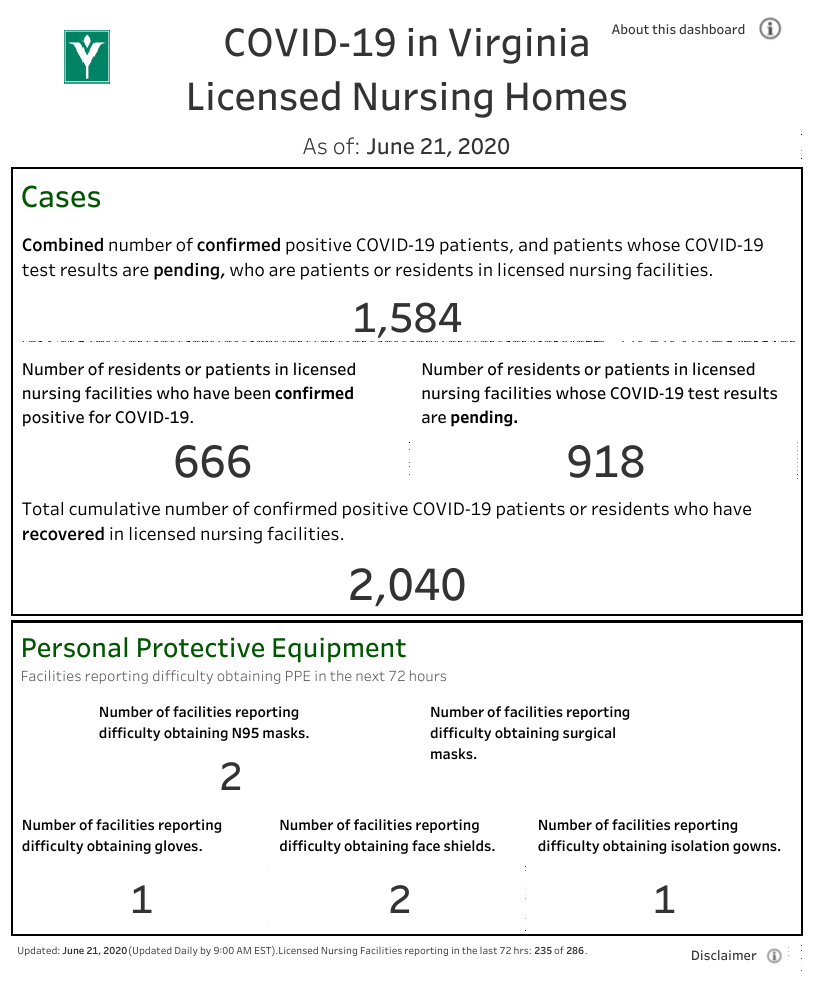 COVID-19 in Virginia
About this dashboard
Licensed Nursing Homes
As of: June 21, 2020
Cases
Combined number of confirmed positive COVID-19 patients, and patients whose COVID-19
test results are pending, who are patients or residents in licensed nursing facilities.
1,584
Number of residents or patients in licensed
nursing facilities who have been confirmed
positive for COVID-19.
666
Number of residents or patients in licensed
nursing facilities whose COVID-19 test results
are pending.
918
Total cumulative number of confirmed positive COVID-19 patients or residents who have
recovered in licensed nursing facilities.
2,040
Personal Protective Equipment
Facilities reporting difficulty obtaining PPE in the next 72 hours
Number of facilities reporting
difficulty obtaining N95 masks.
2
Number of facilities reporting
difficulty obtaining surgical
masks.
Number of facilities reporting
difficulty obtaining gloves.
1
Number of facilities reporting
difficulty obtaining face shields.
2
Number of facilities reporting
difficulty obtaining isolation gowns.
1
Updated: June 21, 2020(Updated Daily by 9:00 AM EST).Licensed Nursing Facilities reporting in the last 72 hrs: 235 of 286.
Disclaimer